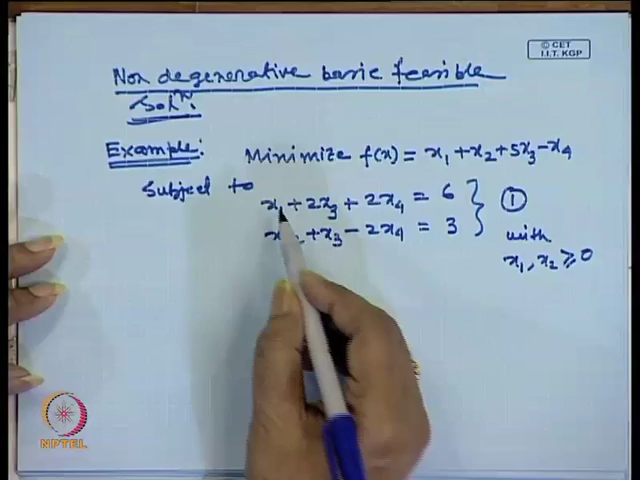 © CET
I.I.T. KGP
Non degenerative basic feasible
Solⁿ.
Example: Minimize f(x) = x₁ + x₂ + 5x₃ - x₄
Subject to
x₁ + 2x₃ + 2x₄ = 6 } ①
+ x₃ - 2x₄ = 3
with
x₁, x₂ ≥ 0
NPTEL